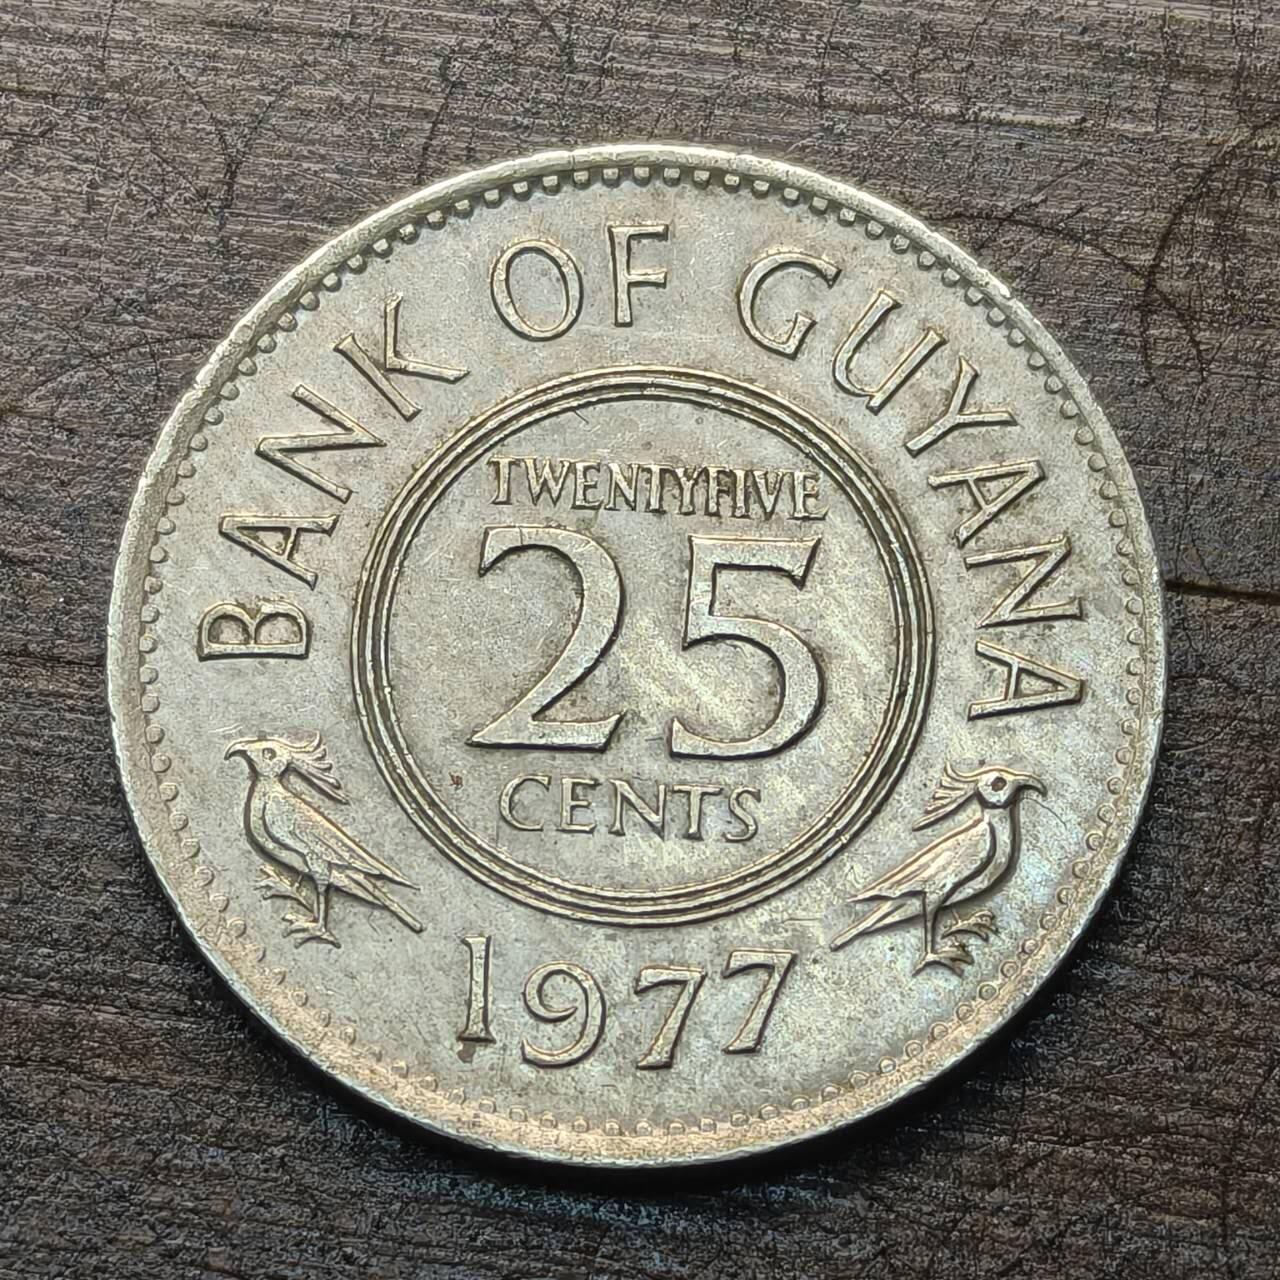 BANK OF GUYANA
TWENTYFIVE
25
CENTS
1977